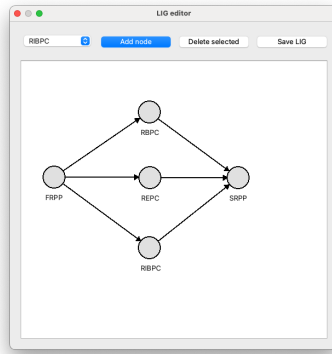 LIG editor
RIBPC Add node Delete selected Save LIG
RBPC
FRPP REPC SRPP
RIBPC